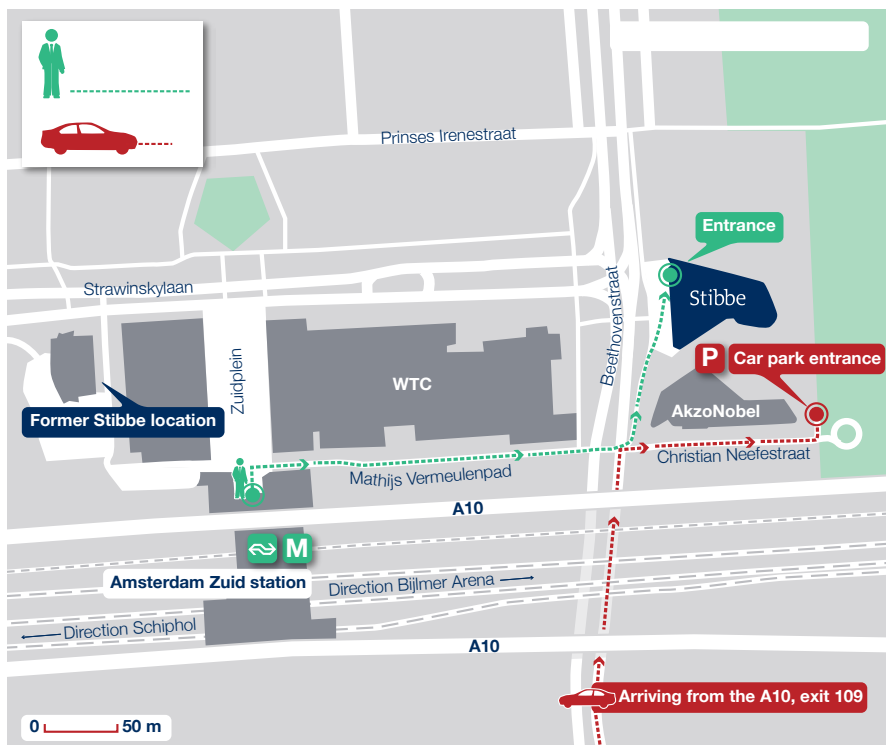 Prinses Irenestraat
Entrance
Strawinskylaan
Stibbe
Beethovenstraat
Zuidplein
P
Car park entrance
WTC
Former Stibbe location
AkzoNobel
Christian Neefestraat
Mathijs Vermeulenpad
A10
M
Amsterdam Zuid station
Direction Bijlmer Arena
Direction Schiphol
A10
Arriving from the A10, exit 109
0 50 m